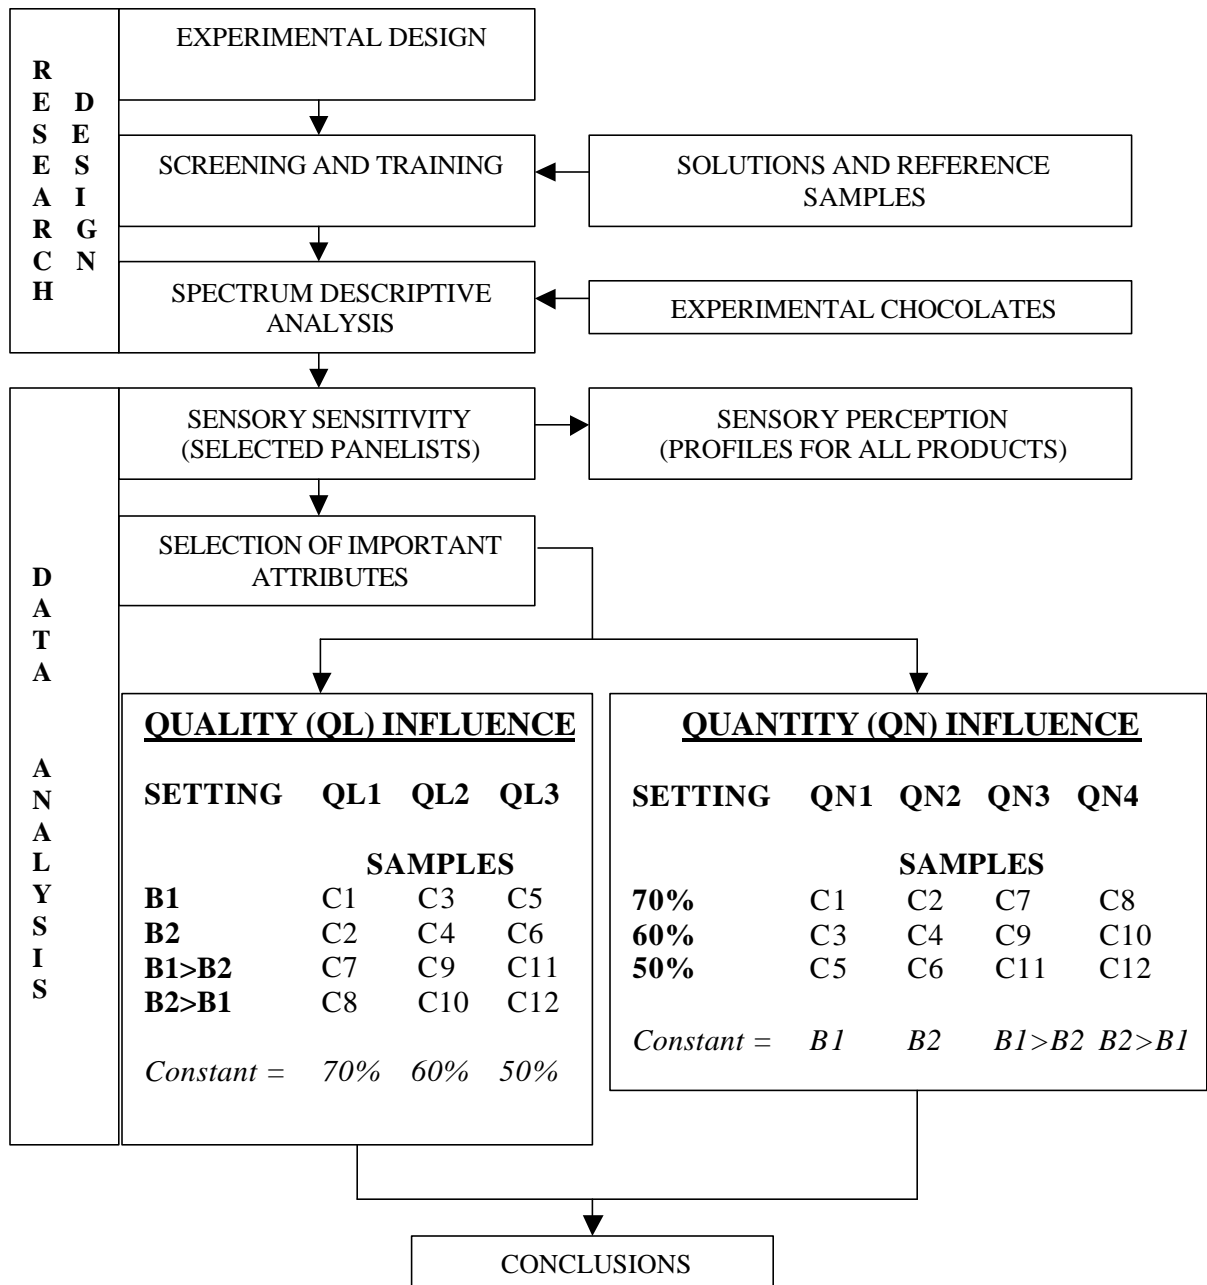 RESEARCH
DESIGN
EXPERIMENTAL DESIGN
SCREENING AND TRAINING
SOLUTIONS AND REFERENCE
SAMPLES
SPECTRUM DESCRIPTIVE
ANALYSIS
EXPERIMENTAL CHOCOLATES
DATA ANALYSIS
SENSORY SENSITIVITY
(SELECTED PANELISTS)
SENSORY PERCEPTION
(PROFILES FOR ALL PRODUCTS)
SELECTION OF IMPORTANT
ATTRIBUTES
QUALITY (QL) INFLUENCE
SETTING QL1 QL2 QL3
SAMPLES
B1 C1 C3 C5
B2 C2 C4 C6
B1>B2 C7 C9 C11
B2>B1 C8 C10 C12
Constant = 70% 60% 50%
QUANTITY (QN) INFLUENCE
SETTING QN1 QN2 QN3 QN4
SAMPLES
70% C1 C2 C7 C8
60% C3 C4 C9 C10
50% C5 C6 C11 C12
Constant = B1 B2 B1>B2 B2>B1
CONCLUSIONS